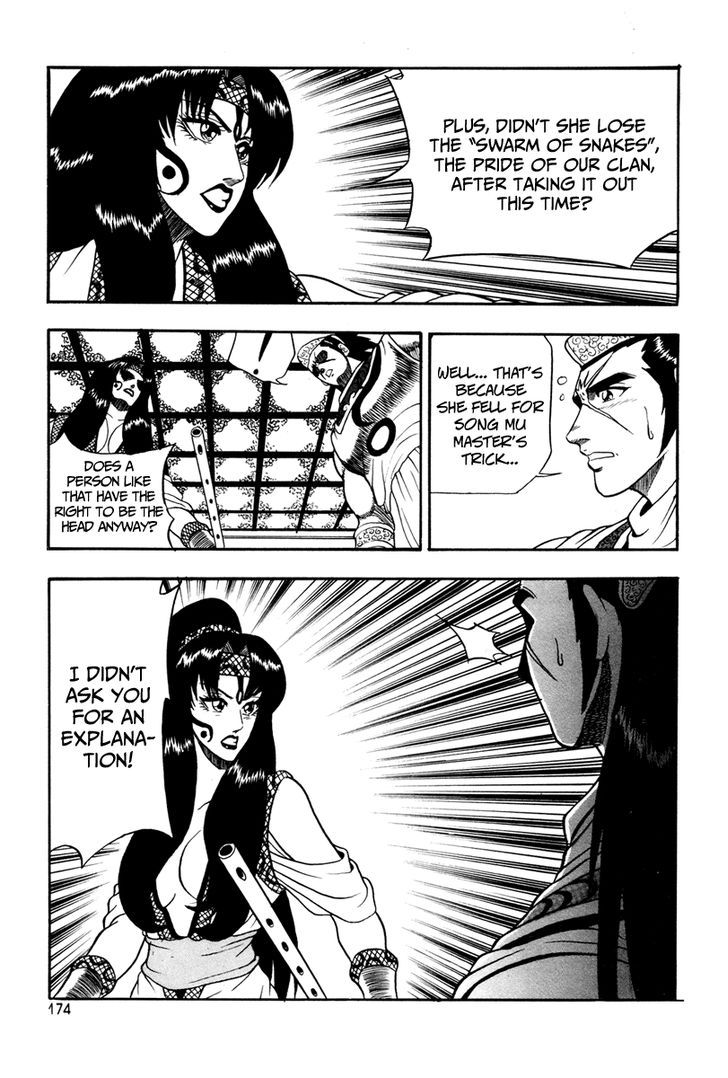 PLUS, DIDN'T SHE LOSE
THE "SWARM OF SNAKES",
THE PRIDE OF OUR CLAN,
AFTER TAKING IT OUT
THIS TIME?
WELL... THAT'S
BECAUSE
SHE FELL FOR
SONG MU
MASTER'S
TRICK...
!
DOES A
PERSON LIKE
THAT HAVE THE
RIGHT TO BE THE
HEAD ANYWAY?
I DIDN'T
ASK YOU
FOR AN
EXPLANA-
TION!
174